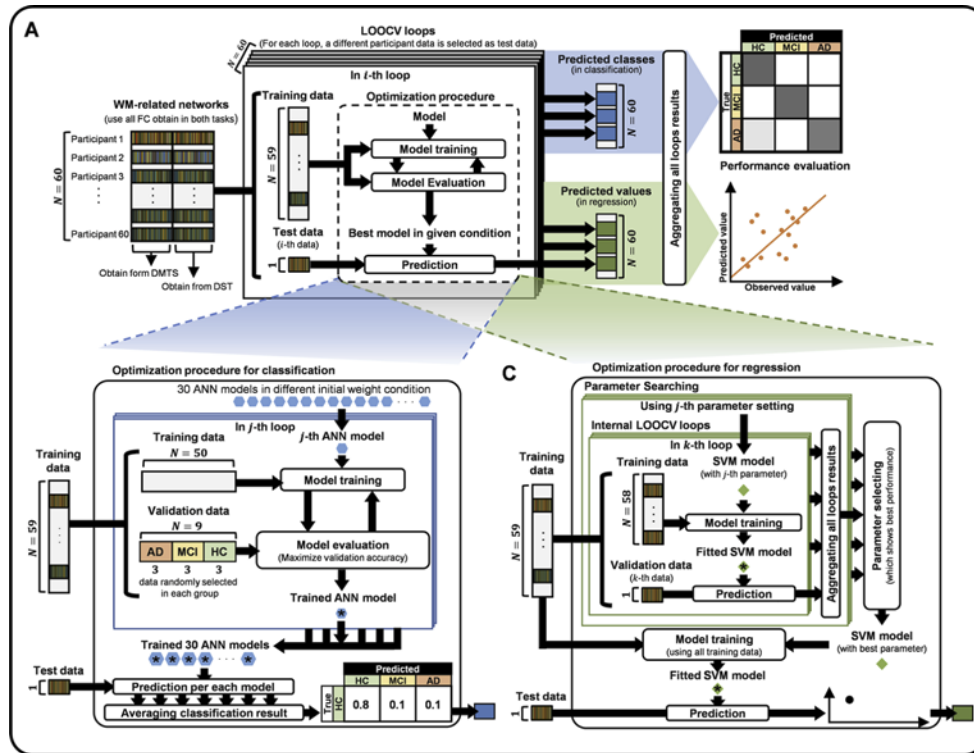 A
LOOCV loops
(For each loop, a different participant data is selected as test data)
N = 60
In i-th loop
WM-related networks
(use all FC obtain in both tasks)
Participant 1
Participant 2
Participant 3
Participant 60
N = 60
Obtain form DMTS
Obtain from DST
Training data
N = 59
Test data
(i-th data)
1
Optimization procedure
Model
Model training
Model Evaluation
Best model in given condition
Prediction
Predicted classes
(in classification)
N = 60
Predicted values
(in regression)
N = 60
Aggregating all loops results
Predicted
HC MCI AD
True
HC
MCI
AD
Performance evaluation
Predicted value
Observed value
Optimization procedure for classification
30 ANN models in different initial weight condition
In j-th loop
j-th ANN model
Training data
N = 59
Training data
N = 50
Validation data
N = 9
AD MCI HC
3 3 3
data randomly selected
in each group
Model training
Model evaluation
(Maximize validation accuracy)
Trained ANN model
Trained 30 ANN models
Test data
1
Prediction per each model
Averaging classification result
Predicted
HC MCI AD
True
HC
0.8 0.1 0.1
C
Optimization procedure for regression
Parameter Searching
Using j-th parameter setting
Internal LOOCV loops
In k-th loop
Training data
N = 59
Training data
N = 58
SVM model
(with j-th parameter)
Model training
Fitted SVM model
Validation data
(k-th data)
1
Prediction
Aggregating all loops results
Parameter selecting
(which shows best performance)
SVM model
(with best parameter)
Model training
(using all training data)
Fitted SVM model
Test data
1
Prediction